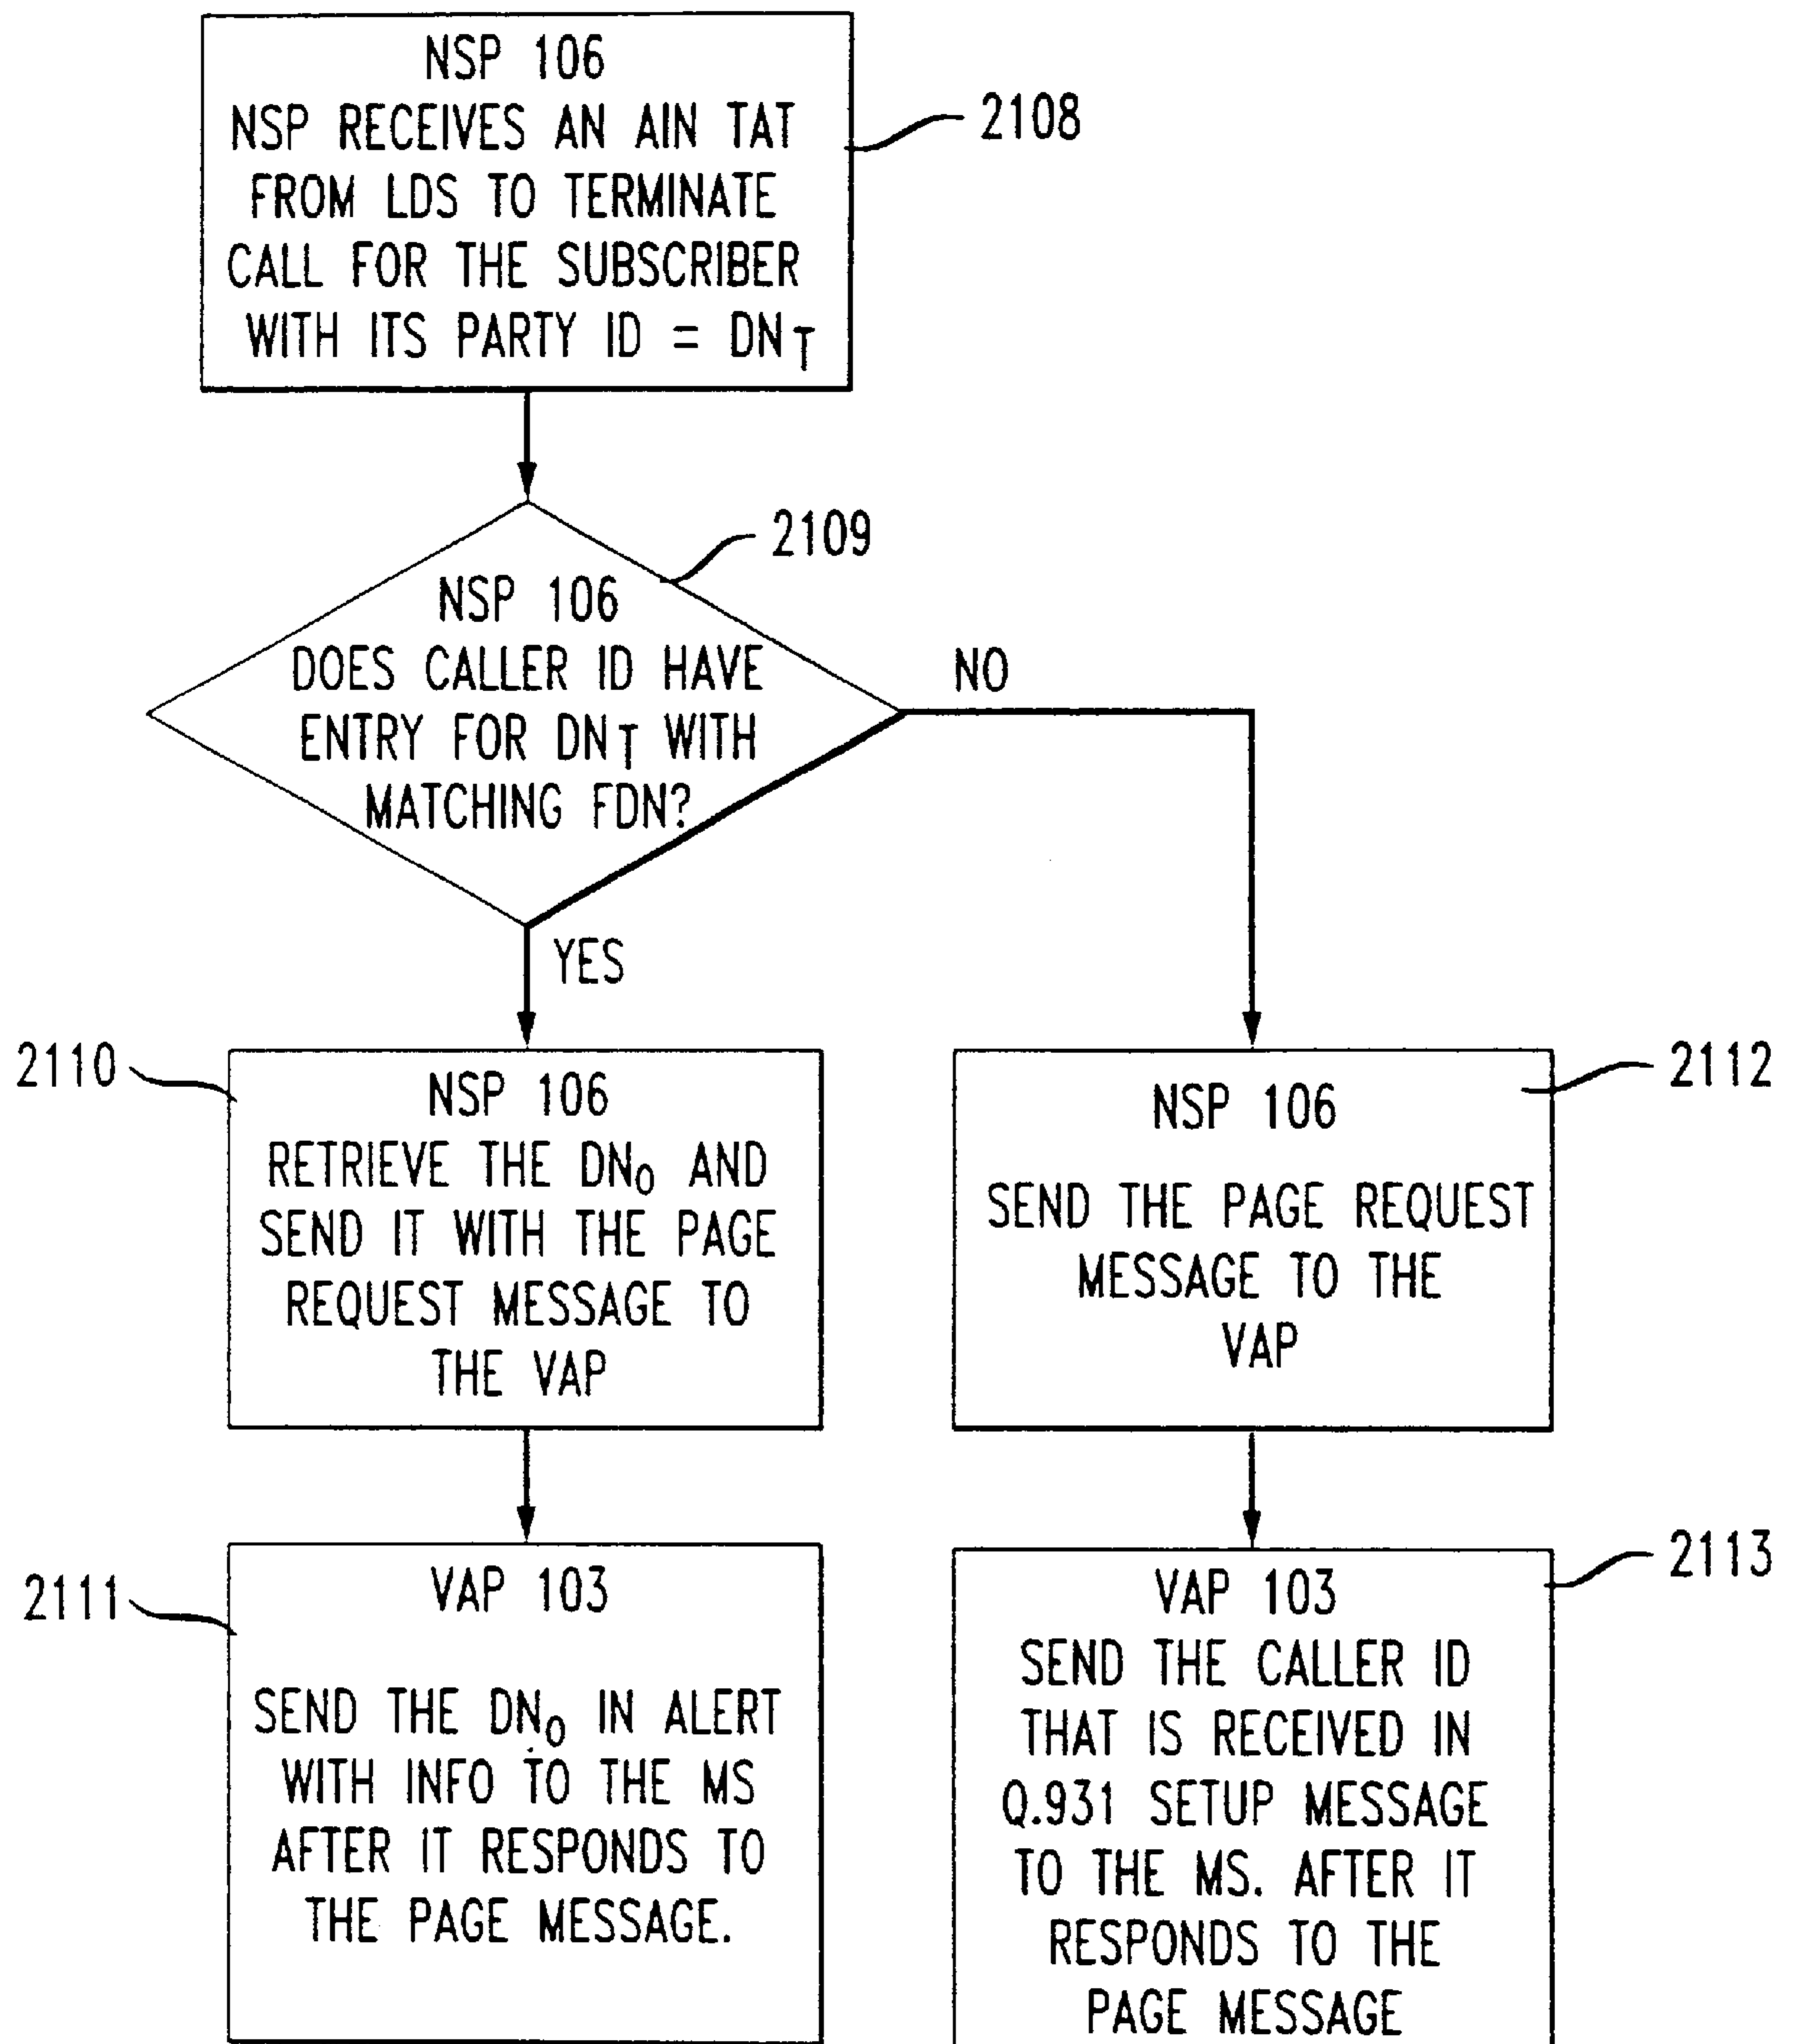 NSP 106
NSP RECEIVES AN AIN TAT
FROM LDS TO TERMINATE
CALL FOR THE SUBSCRIBER
WITH ITS PARTY ID = DNT
2108
2109
NSP 106
DOES CALLER ID HAVE
ENTRY FOR DNT WITH
MATCHING FDN?
NO
YES
2110
NSP 106
RETRIEVE THE DNO AND
SEND IT WITH THE PAGE
REQUEST MESSAGE TO
THE VAP
2112
NSP 106
SEND THE PAGE REQUEST
MESSAGE TO THE
VAP
2111
VAP 103
SEND THE DNO IN ALERT
WITH INFO TO THE MS
AFTER IT RESPONDS TO
THE PAGE MESSAGE.
2113
VAP 103
SEND THE CALLER ID
THAT IS RECEIVED IN
Q.931 SETUP MESSAGE
TO THE MS. AFTER IT
RESPONDS TO THE
PAGE MESSAGE